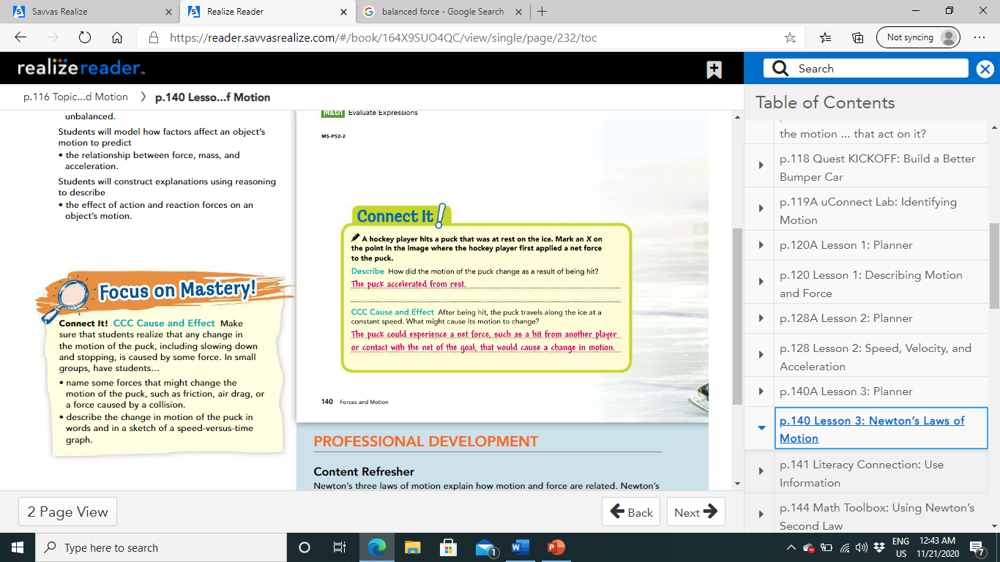 Savvas Realize
Realize Reader
balanced force - Google Search
https://reader.savvasrealize.com/#/book/164X9SUO4QC/view/single/page/232/toc
Not syncing
realizereader
Search
p.116 Topic...d Motion
p.140 Lesso...f Motion
Table of Contents
unbalanced.
Students will model how factors affect an object's
motion to predict
• the relationship between force, mass, and
acceleration.
Students will construct explanations using reasoning
to describe
• the effect of action and reaction forces on an
object's motion.
Focus on Mastery!
Connect It! CCC Cause and Effect Make
sure that students realize that any change in
the motion of the puck, including slowing down
and stopping, is caused by some force. In small
groups, have students...
• name some forces that might change the
motion of the puck, such as friction, air drag, or
a force caused by a collision.
• describe the change in motion of the puck in
words and in a sketch of a speed-versus-time
graph.
Math Evaluate Expressions
MS-PS2-2
Connect It!
A hockey player hits a puck that was at rest on the ice. Mark an X on
the point in the image where the hockey player first applied a net force
to the puck.
Describe How did the motion of the puck change as a result of being hit?
The puck accelerated from rest.
CCC Cause and Effect After being hit, the puck travels along the ice at a
constant speed. What might cause its motion to change?
The puck could experience a net force, such as a hit from another player
or contact with the net of the goal, that would cause a change in motion.
140 Forces and Motion
PROFESSIONAL DEVELOPMENT
Content Refresher
Newton's three laws of motion explain how motion and force are related. Newton's
the motion ... that act on it?
p.118 Quest KICKOFF: Build a Better
Bumper Car
p.119A uConnect Lab: Identifying
Motion
p.120A Lesson 1: Planner
p.120 Lesson 1: Describing Motion
and Force
p.128A Lesson 2: Planner
p.128 Lesson 2: Speed, Velocity, and
Acceleration
p.140A Lesson 3: Planner
p.140 Lesson 3: Newton's Laws of
Motion
p.141 Literacy Connection: Use
Information
p.144 Math Toolbox: Using Newton's
Second Law
2 Page View
Back
Next
Type here to search
1
ENG
US
12:43 AM
11/21/2020
7